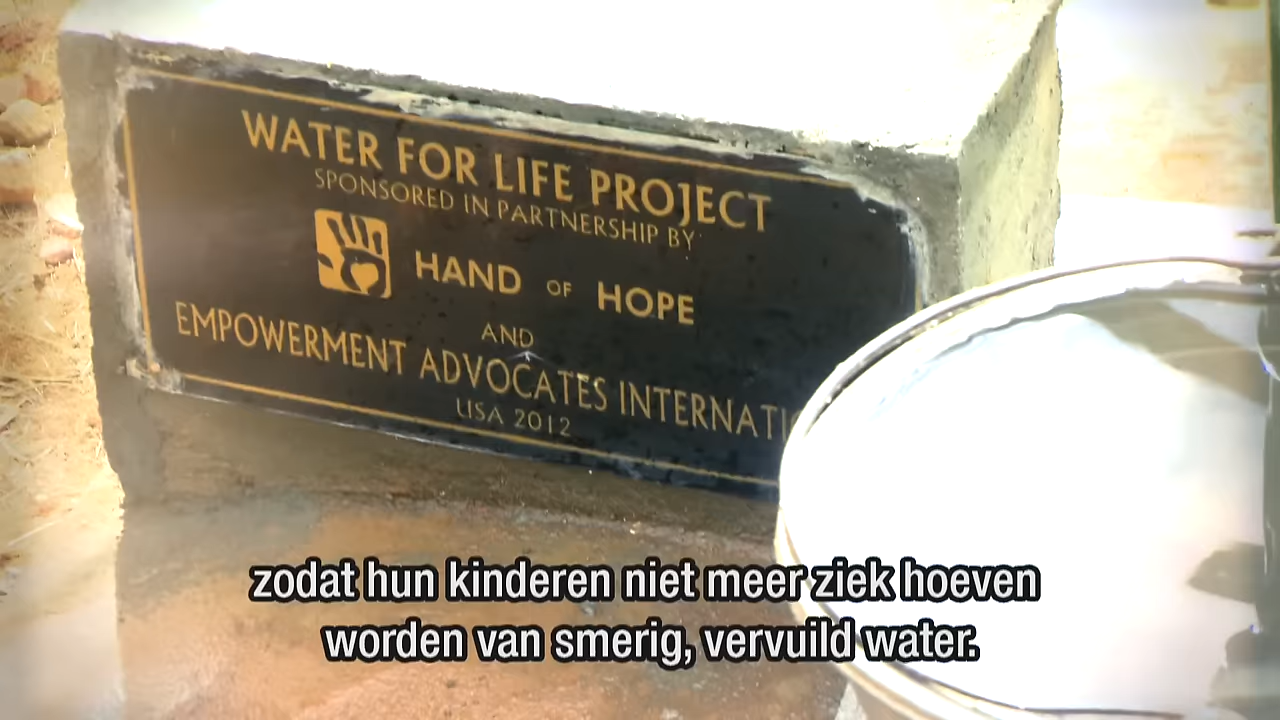 WATER FOR LIFE PROJECT
SPONSORED IN PARTNERSHIP BY
HAND OF HOPE
AND
EMPOWERMENT ADVOCATES INTERNATI
USA 2012
zodat hun kinderen niet meer ziek hoeven
worden van smerig, vervuild water.